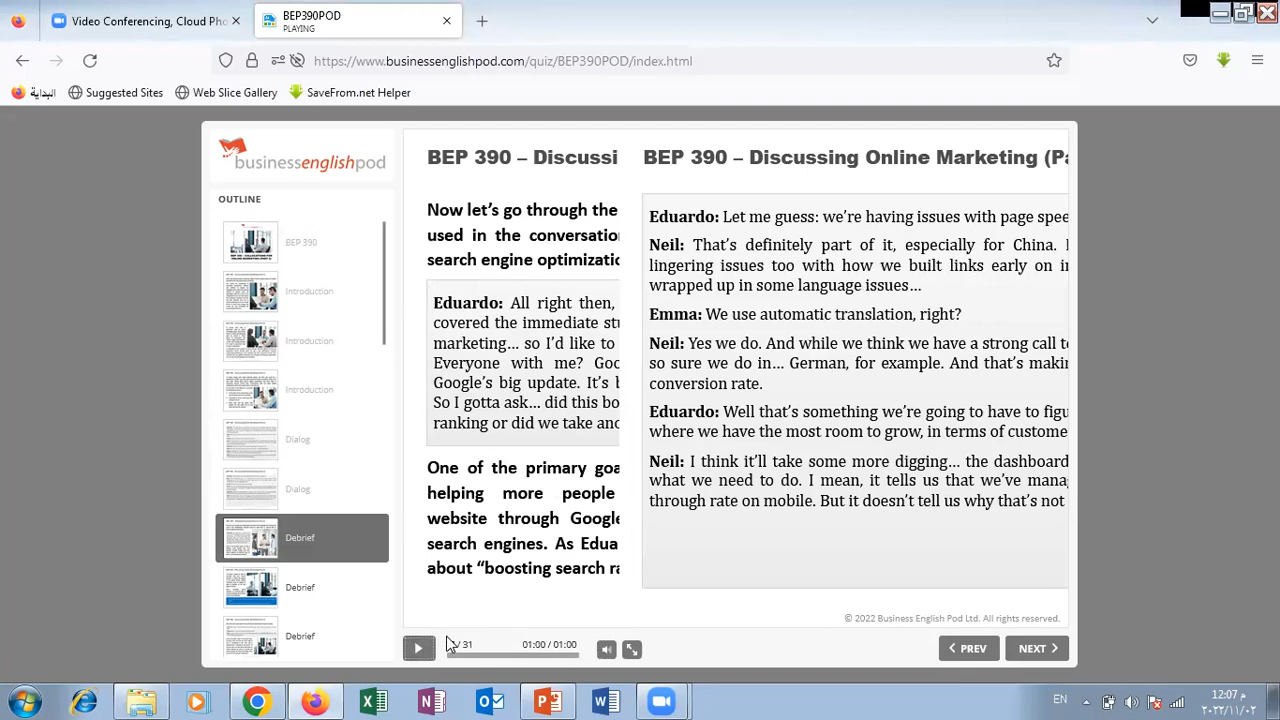 Video Conferencing, Cloud Pho
BEP390POD
PLAYING
https://www.businessenglishpod.com/quiz/BEP390POD/index.html
البداية
Suggested Sites
Web Slice Gallery
SaveFrom.net Helper
businessenglishpod
OUTLINE
BEP 390
Introduction
Introduction
Introduction
Dialog
Dialog
Debrief
Debrief
Debrief
BEP 390 – Discussi
Now let’s go through the
used in the conversatio
search engine optimizatio
Eduardo: All right then,
covered the immediate st
marketing… so I’d like to
Everyone with me? Let’s
Google’s big update. It’s b
So I gotta ask… did this bo
ranking or did we take ano
One of the primary
helping more people
website through Google
search engines. As Edua
about “boosting search ra
BEP 390 – Discussing Online Marketing (Pa
Eduardo: Let me guess: we’re having issues with page spee
Neil: That’s definitely part of it, especially for China.
lingering issues too with how we built links early on in
wrapped up in some language issues…
Emma: We use automatic translation, right?
Neil: Yes we do. And while we think we have a strong call t
what we do in… German, for example. And that’s
conversion rate.
Eduardo: Well that’s something we’re going to have to figu
where we have the most room to grow, in terms of custome
Neil: I think it’ll take some more digging in the dashboard
what we need to do. I mean, it tells us that we’ve mana
through rate on mobile. But it doesn’t tell us why that’s not
© 2022 Business English Pod Ltd. All rights reserved.
/ 31
01:00 / 01:00
PREV
NEXT
EN
12:07 م
٢٠٢٢/١١/٠٢